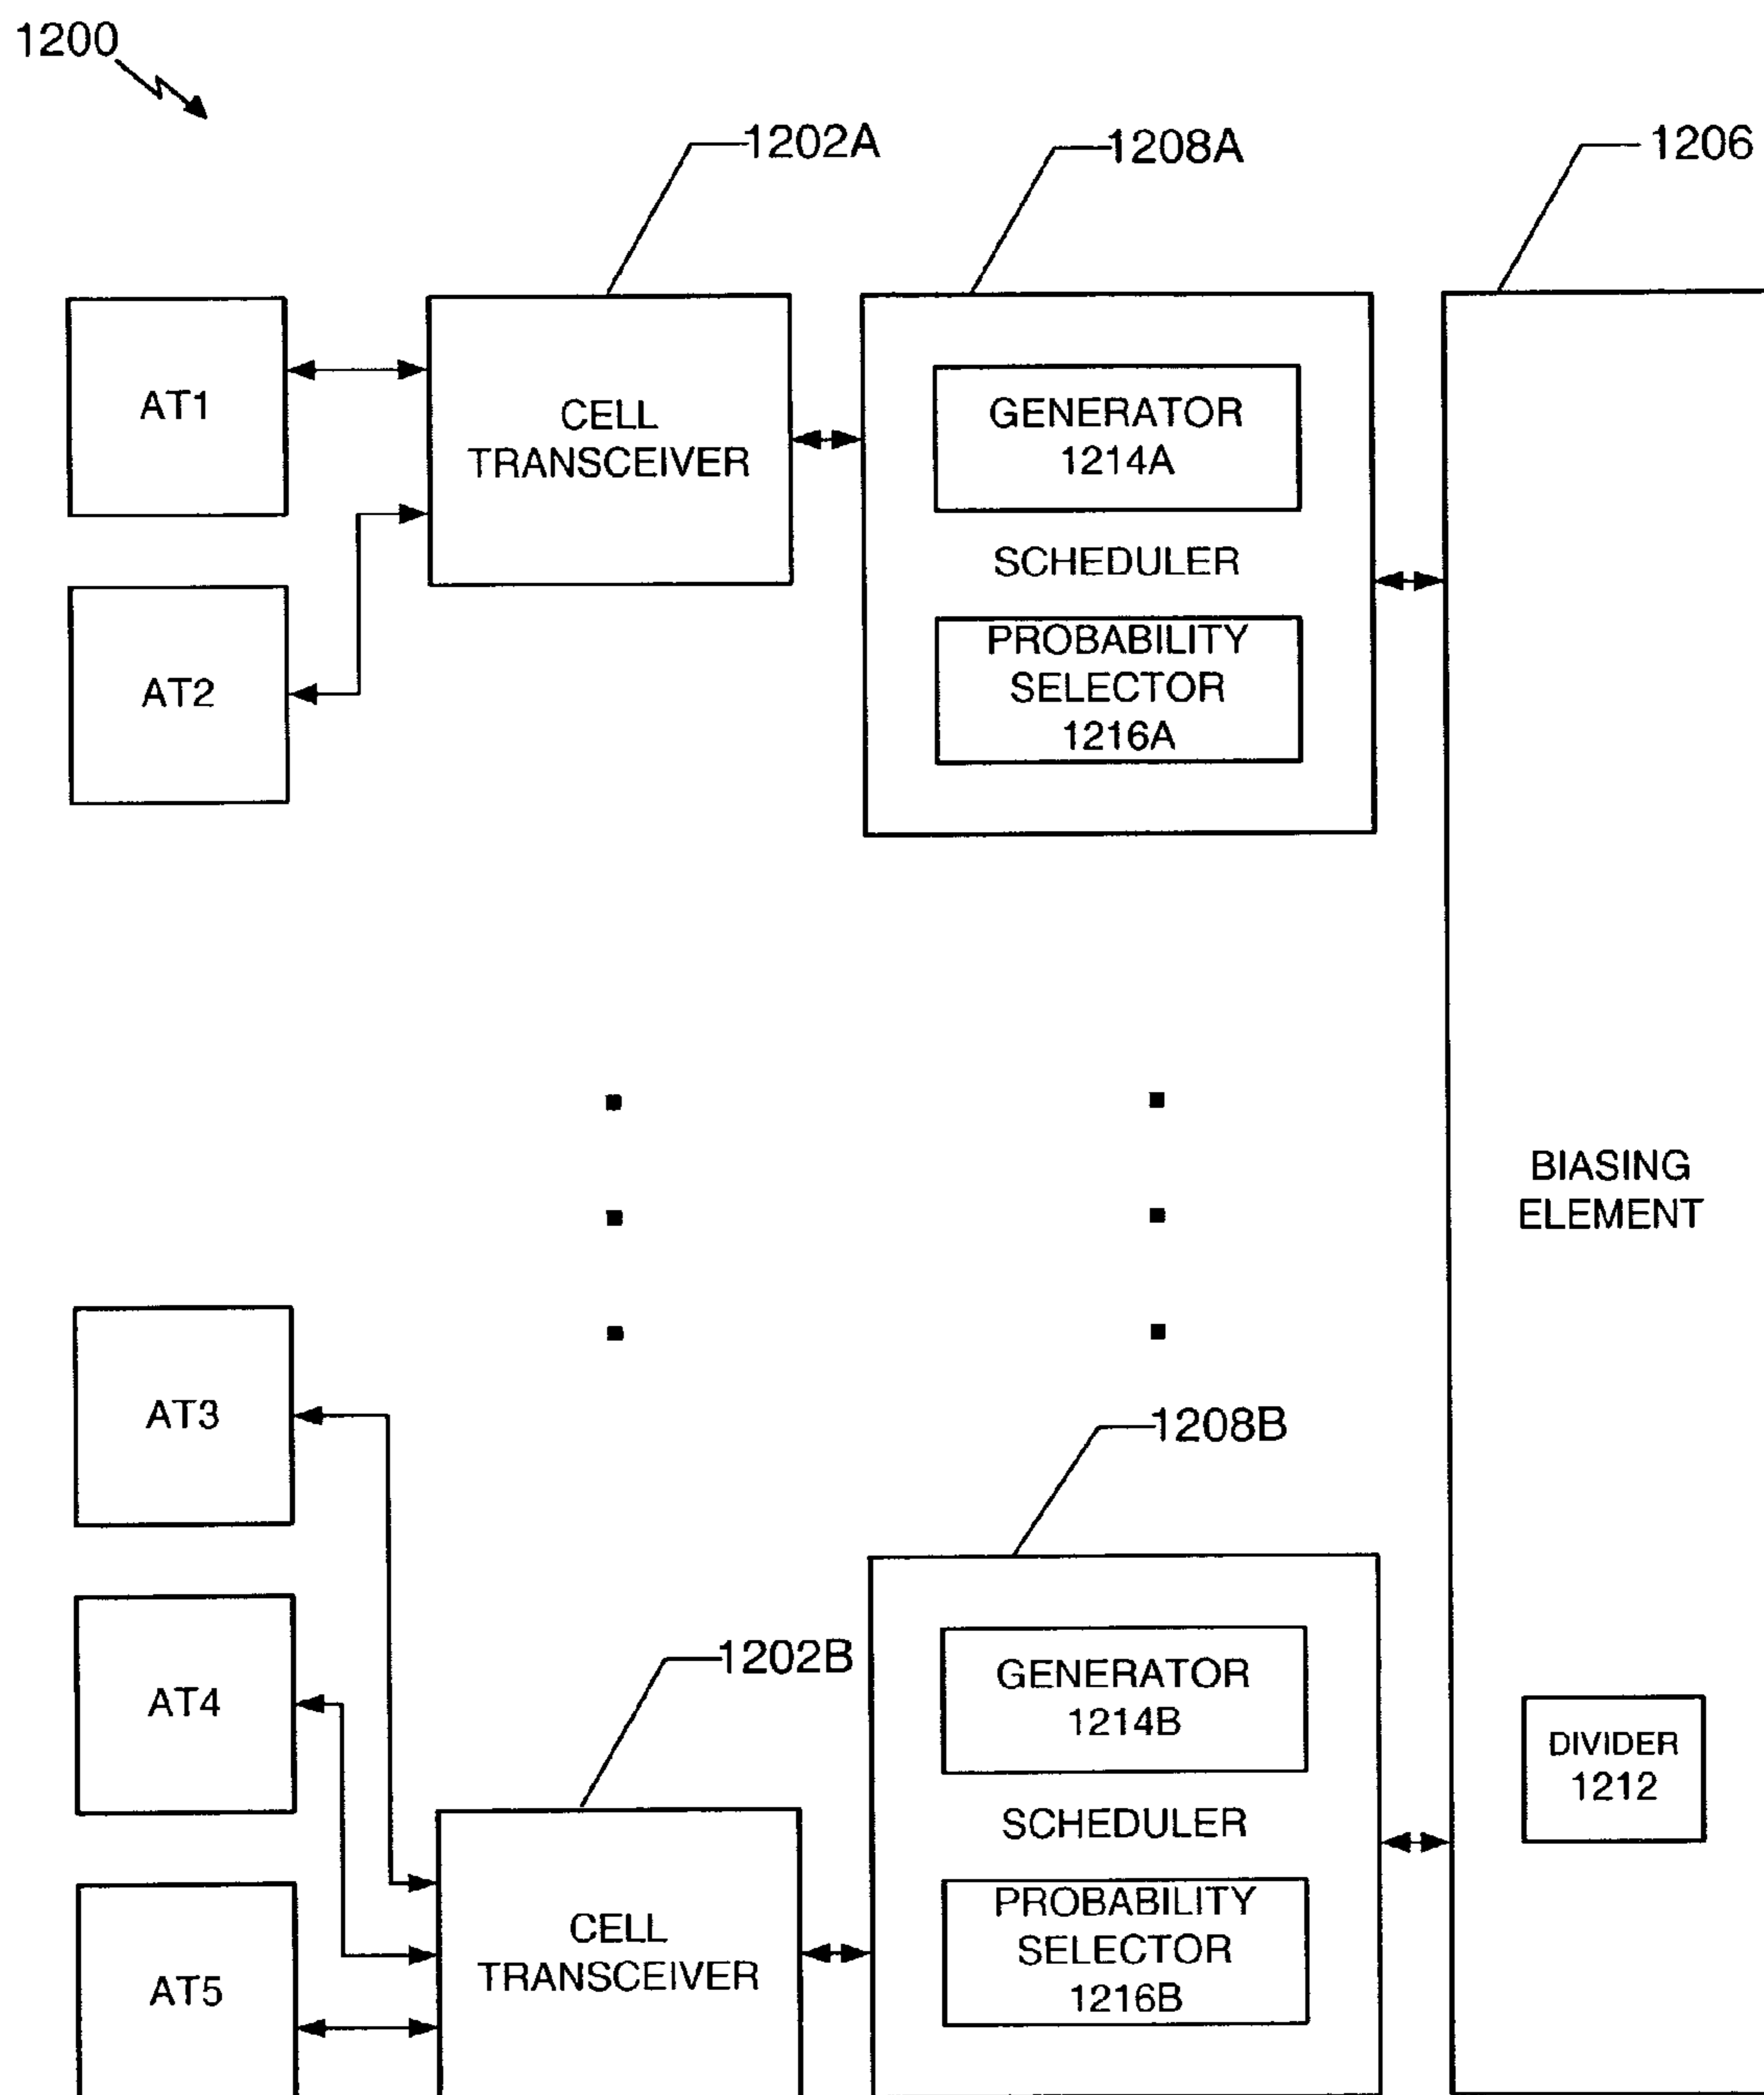 1200
1202A
1208A
1206
AT1
CELL
TRANSCEIVER
GENERATOR
1214A
SCHEDULER
PROBABILITY
SELECTOR
1216A
AT2
BIASING
ELEMENT
AT3
1208B
AT4
1202B
GENERATOR
1214B
SCHEDULER
PROBABILITY
SELECTOR
1216B
DIVIDER
1212
AT5
CELL
TRANSCEIVER